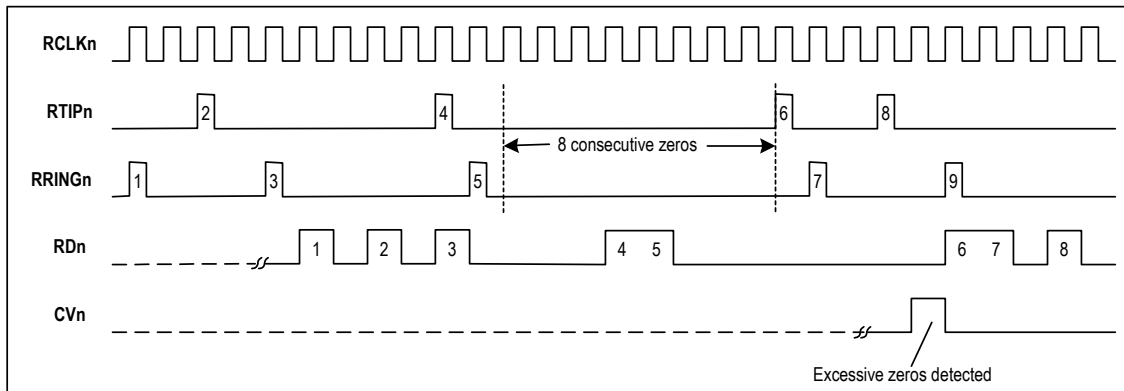 RCLKn
RTIPn 2 4 6 8
8 consecutive zeros
RRINGn 1 3 5 7 9
RDn 1 2 3 4 5 6 7 8
CVn
Excessive zeros detected